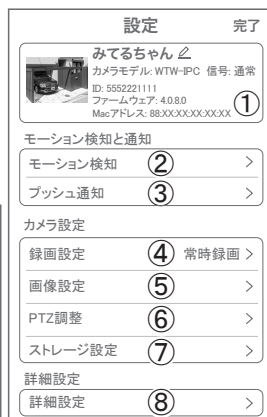 設定 完了
みてるちゃん
カメラモデル: WTW-IPC 信号: 通常
ID: 5552221111
ファームウェア: 4.0.8.0
Macアドレス: 88:XX:XX:XX:XX:XX ①
モーション検知と通知
モーション検知 ② >
プッシュ通知 ③ >
カメラ設定
録画設定 ④ 常時録画 >
画像設定 ⑤ >
PTZ調整 ⑥ >
ストレージ設定 ⑦ >
詳細設定
詳細設定 ⑧ >